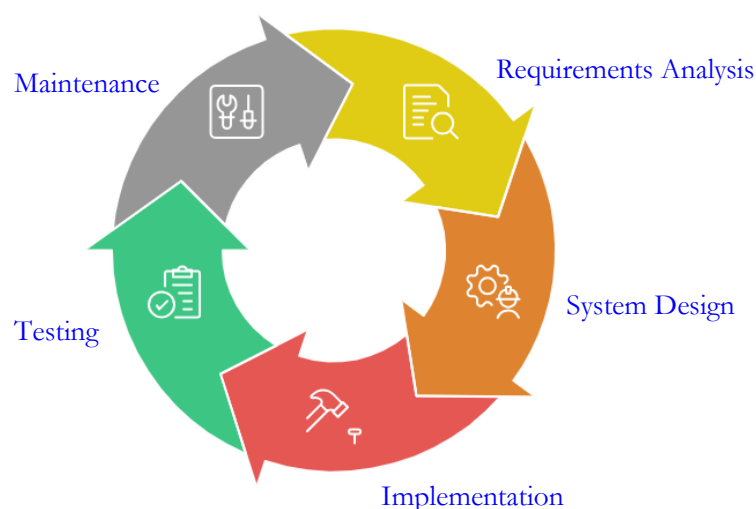 Maintenance
Requirements Analysis
System Design
Testing
Implementation